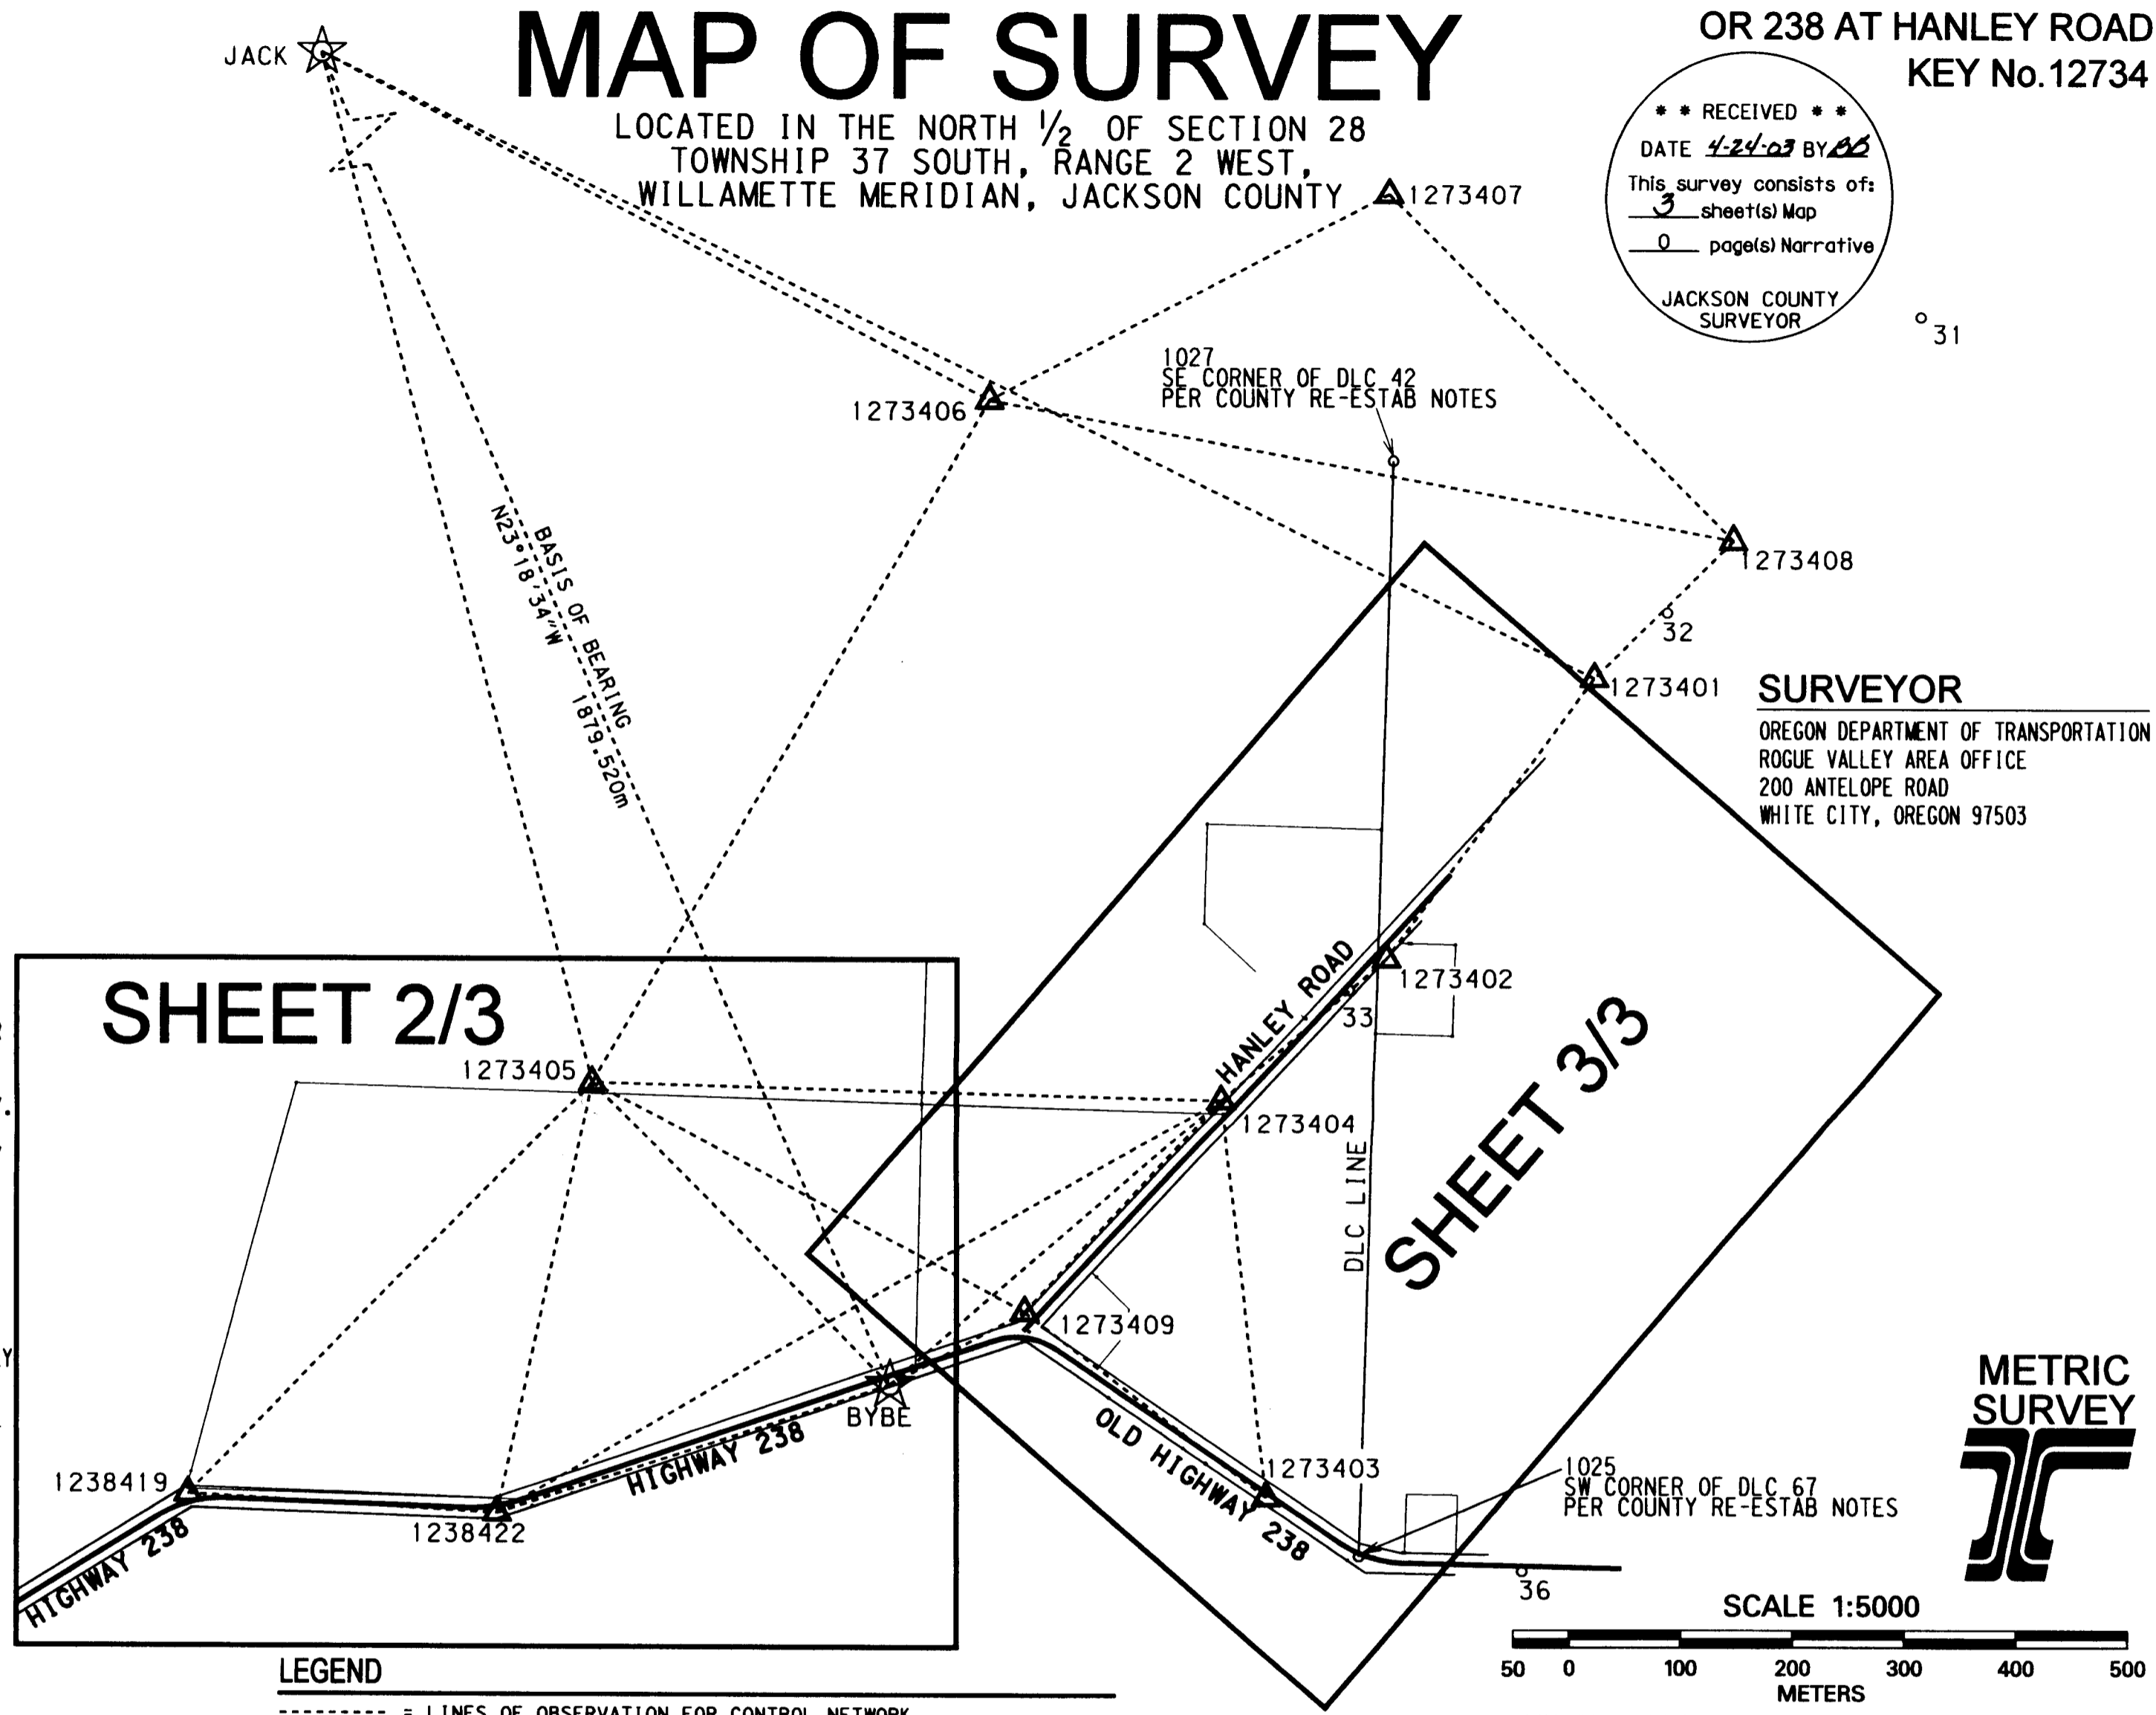 JACK
MAP OF SURVEY
LOCATED IN THE NORTH 1/2 OF SECTION 28
TOWNSHIP 37 SOUTH, RANGE 2 WEST,
WILLAMETTE MERIDIAN, JACKSON COUNTY
OR 238 AT HANLEY ROAD
KEY No. 12734
* * RECEIVED * *
DATE 4-24-03 BY BB
This survey consists of:
3 sheet(s) Map
0 page(s) Narrative
JACKSON COUNTY
SURVEYOR
31
1273407
1273406
1027
SE CORNER OF DLC 42
PER COUNTY RE-ESTAB NOTES
1273408
32
1273401
BASIS OF BEARING
N23°18'34"W 1879.520m
SURVEYOR
OREGON DEPARTMENT OF TRANSPORTATION
ROGUE VALLEY AREA OFFICE
200 ANTELOPE ROAD
WHITE CITY, OREGON 97503
SHEET 2/3
1273405
HANLEY ROAD
1273402
33
1273404
DLC LINE
SHEET 3/3
1273409
BYBE
HIGHWAY 238
OLD HIGHWAY 238
1238419
1238422
HIGHWAY 238
1273403
1025
SW CORNER OF DLC 67
PER COUNTY RE-ESTAB NOTES
36
METRIC
SURVEY
SCALE 1:5000
50 0 100 200 300 400 500
METERS
LEGEND
-------- = LINES OF OBSERVATION FOR CONTROL NETWORK